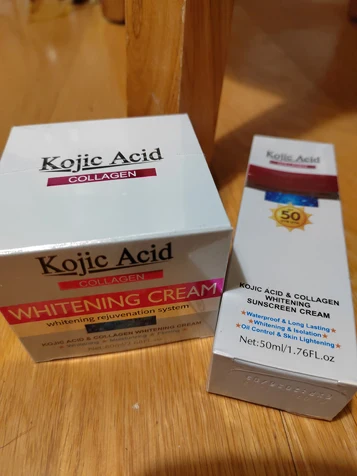 Kojic Acid
COLLAGEN
Kojic Acid
COLLAGEN
WHITENING CREAM
whitening rejuvenation system
KOJIC ACID & COLLAGEN WHITENING CREAM
Kojic Acid
50
KOJIC ACID & COLLAGEN
WHITENING
SUNSCREEN CREAM
Waterproof & Long Lasting
Whitening & Isolation
Oil Control & Skin Lightening
Net:50ml/1.76FL.oz